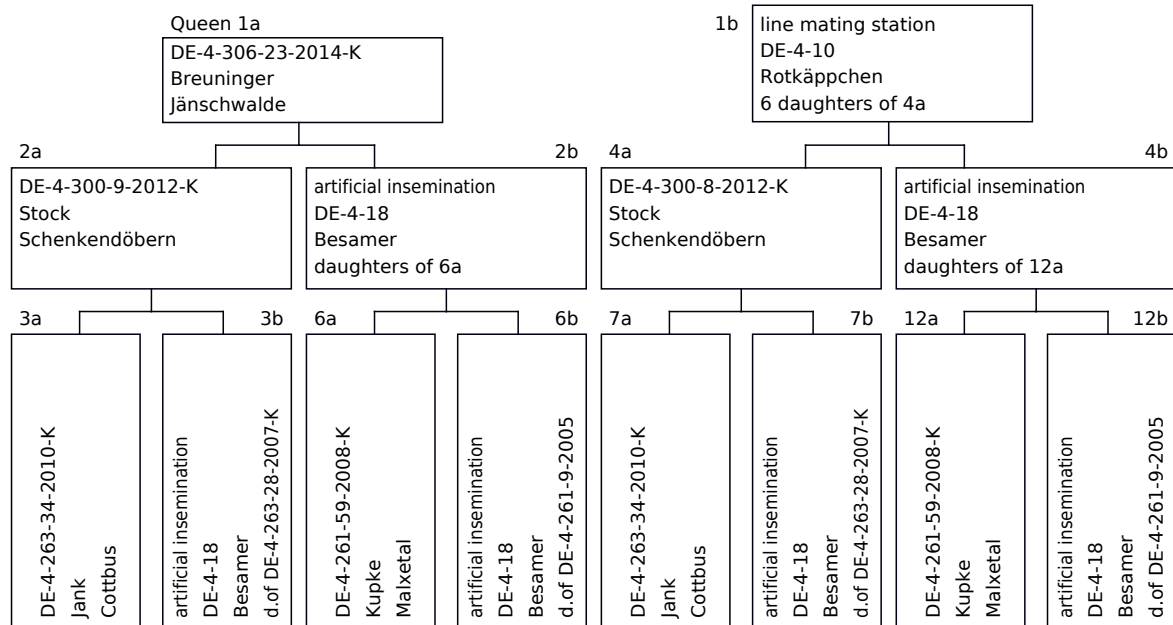 Queen 1a
DE-4-306-23-2014-K
Breuninger
Jänschwalde
1b
line mating station
DE-4-10
Rotkäppchen
6 daughters of 4a
2a
DE-4-300-9-2012-K
Stock
Schenkendöbern
2b
artificial insemination
DE-4-18
Besamer
daughters of 6a
4a
DE-4-300-8-2012-K
Stock
Schenkendöbern
4b
artificial insemination
DE-4-18
Besamer
daughters of 12a
3a
DE-4-263-34-2010-K
Jank
Cottbus
3b
artificial insemination
DE-4-18
Besamer
d.of DE-4-263-28-2007-K
6a
DE-4-261-59-2008-K
Kupke
Malxetal
6b
artificial insemination
DE-4-18
Besamer
d.of DE-4-261-9-2005
7a
DE-4-263-34-2010-K
Jank
Cottbus
7b
artificial insemination
DE-4-18
Besamer
d.of DE-4-263-28-2007-K
12a
DE-4-261-59-2008-K
Kupke
Malxetal
12b
artificial insemination
DE-4-18
Besamer
d.of DE-4-261-9-2005